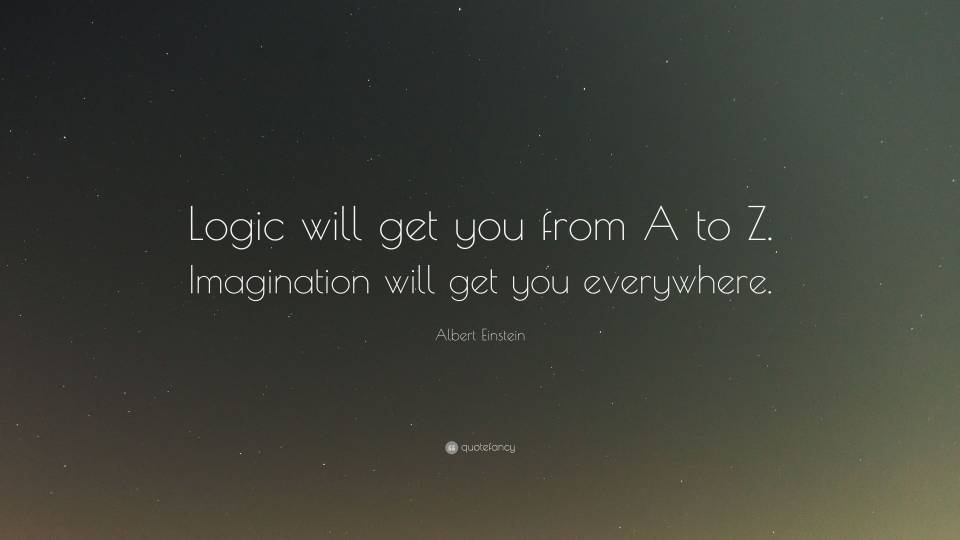 Logic will get you from A to Z.
Imagination will get you everywhere.
Albert Einstein
quotefancy